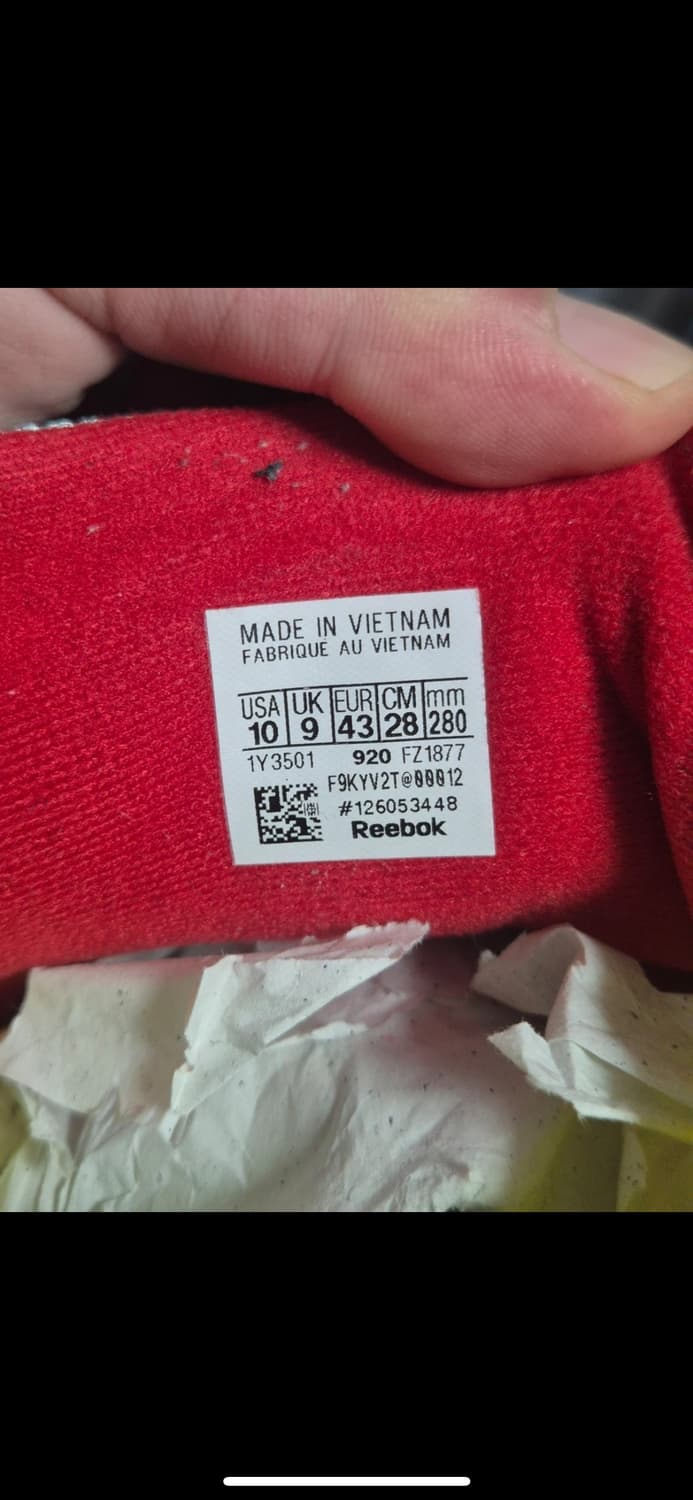 MADE IN VIETNAM
FABRIQUE AU VIETNAM
USA UK EUR CM mm
10 9 43 28 280
1Y3501 920 FZ1877
F9KYV2T@00012
#126053448
Reebok